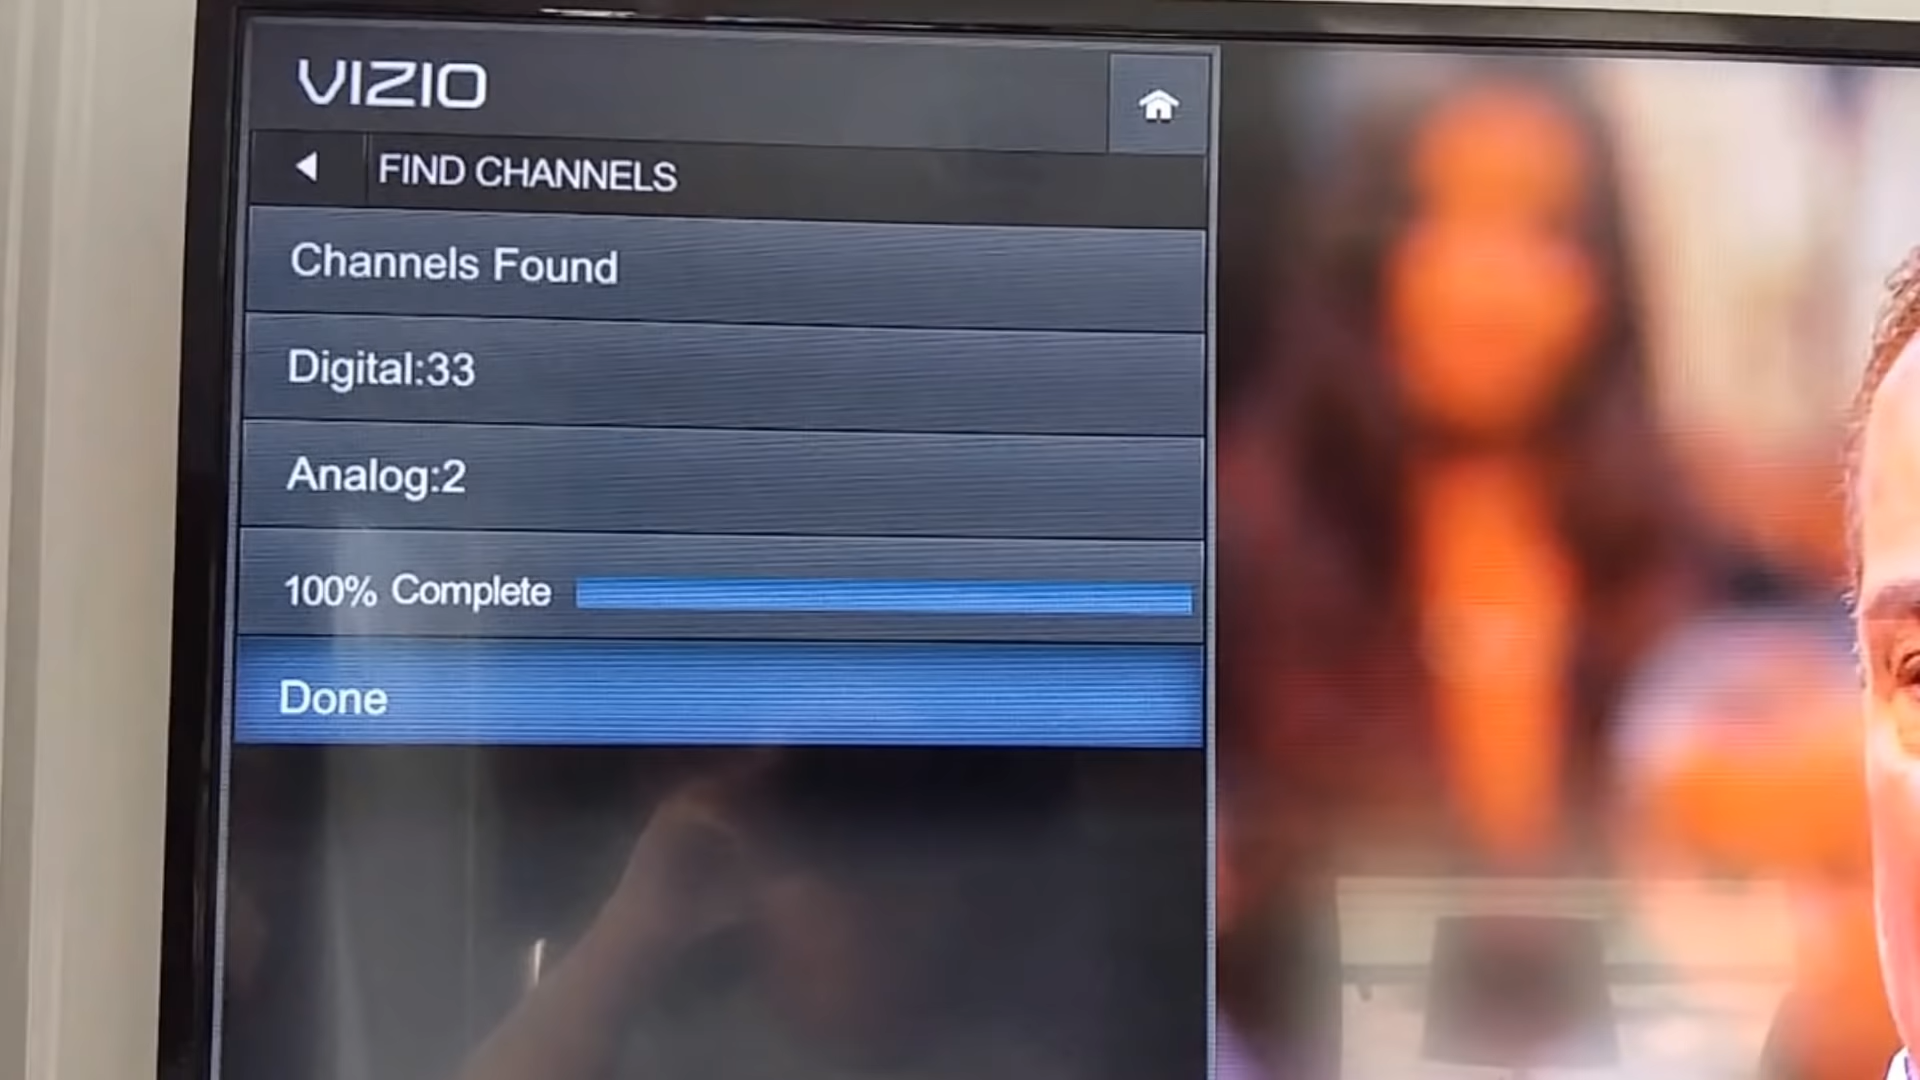 VIZIO
FIND CHANNELS
Channels Found
Digital:33
Analog:2
100% Complete
Done